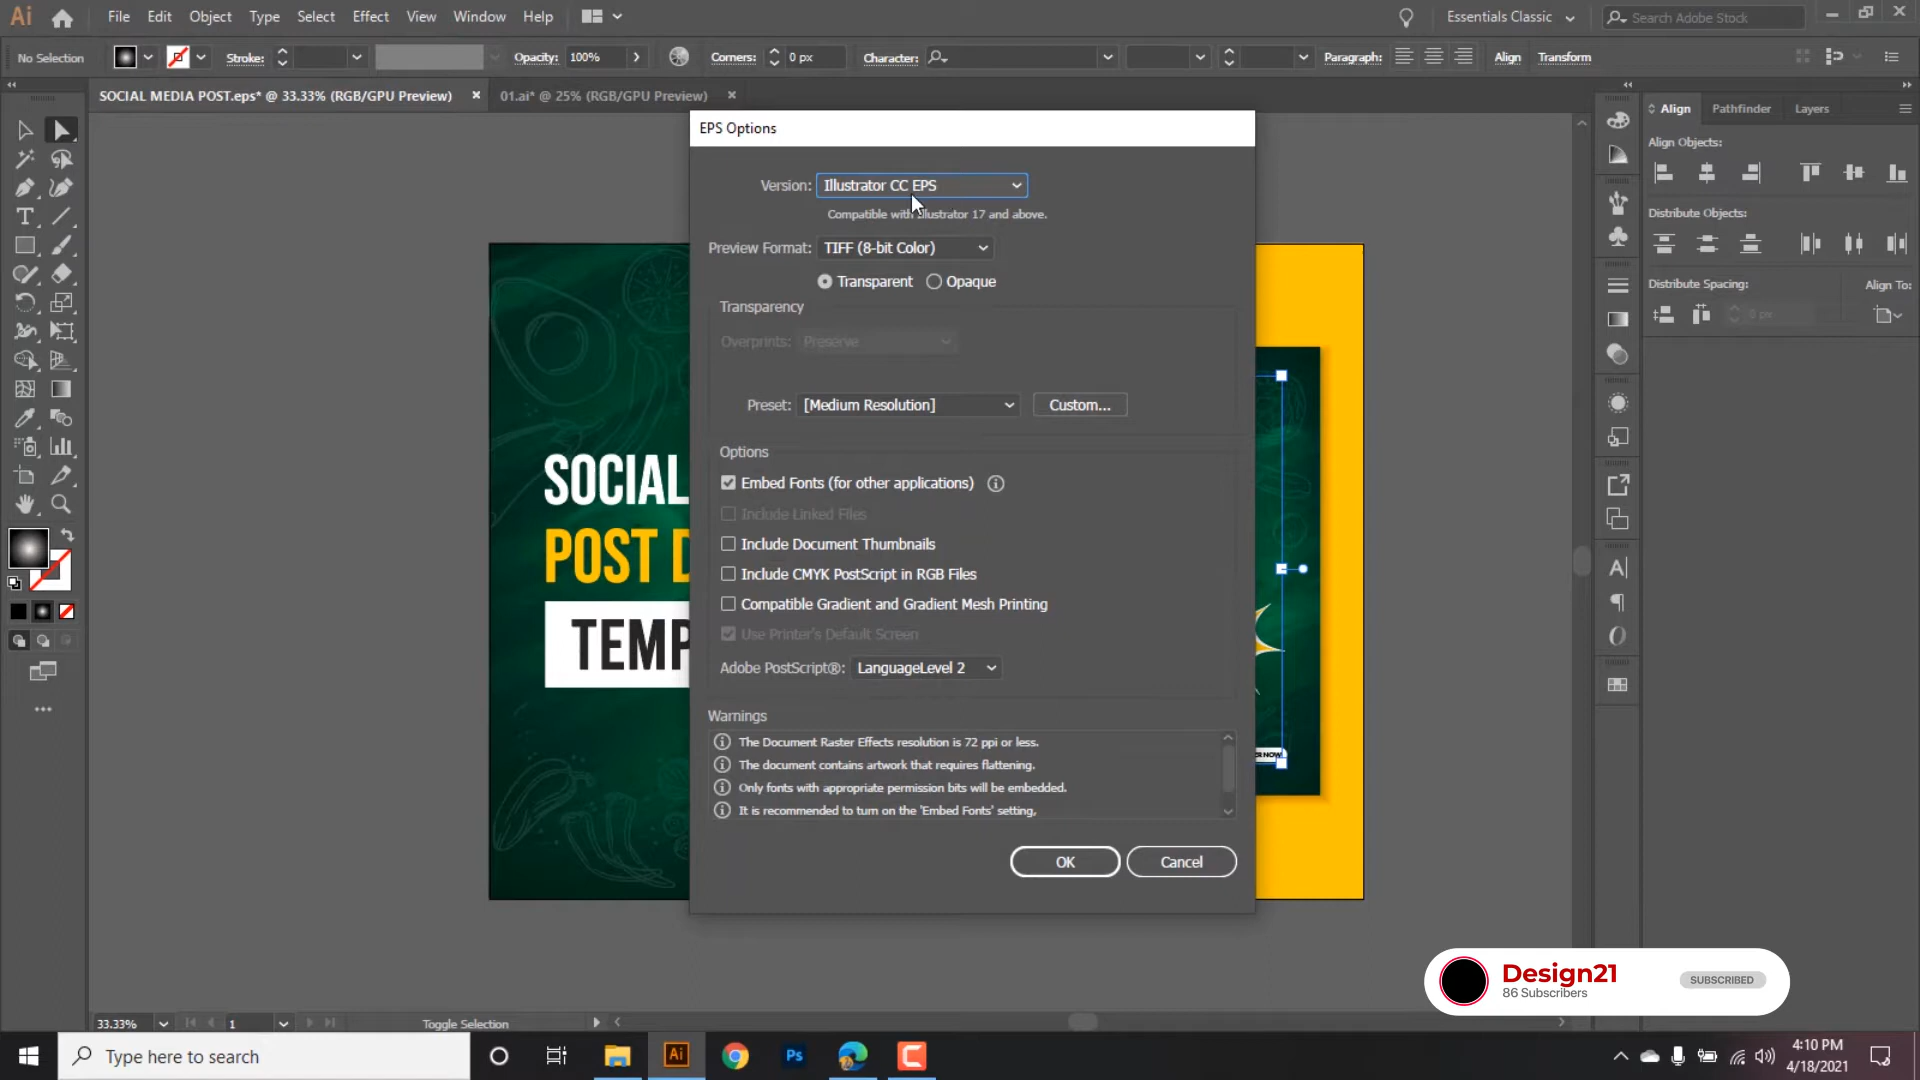 Ai File Edit Object Type Select Effect View Window Help Essentials Classic Search Adobe Stock
No Selection Stroke: Opacity: 100% Corners: 0 px Character: Paragraph: Align Transform
SOCIAL MEDIA POST.eps* @ 33.33% (RGB/GPU Preview) 01.ai* @ 25% (RGB/GPU Preview)
Align Pathfinder Layers
EPS Options
Align Objects:
Version: Illustrator CC EPS
Compatible with Illustrator 17 and above.
Distribute Objects:
Preview Format: TIFF (8-bit Color)
Transparent Opaque
Distribute Spacing: Align To:
Transparency
0 px
Overprints: Preserve
Preset: [Medium Resolution] Custom...
Options
Embed Fonts (for other applications)
Include Linked Files
Include Document Thumbnails
Include CMYK PostScript in RGB Files
Compatible Gradient and Gradient Mesh Printing
Use Printer's Default Screen
Adobe PostScript®: LanguageLevel 2
SOCIAL
POST D
TEMP
Warnings
The Document Raster Effects resolution is 72 ppi or less.
The document contains artwork that requires flattening.
Only fonts with appropriate permission bits will be embedded.
It is recommended to turn on the 'Embed Fonts' setting,
OK Cancel
Design21
86 Subscribers
SUBSCRIBED
33.33% 1 Toggle Selection
Type here to search Ai Ps
4:10 PM
4/18/2021